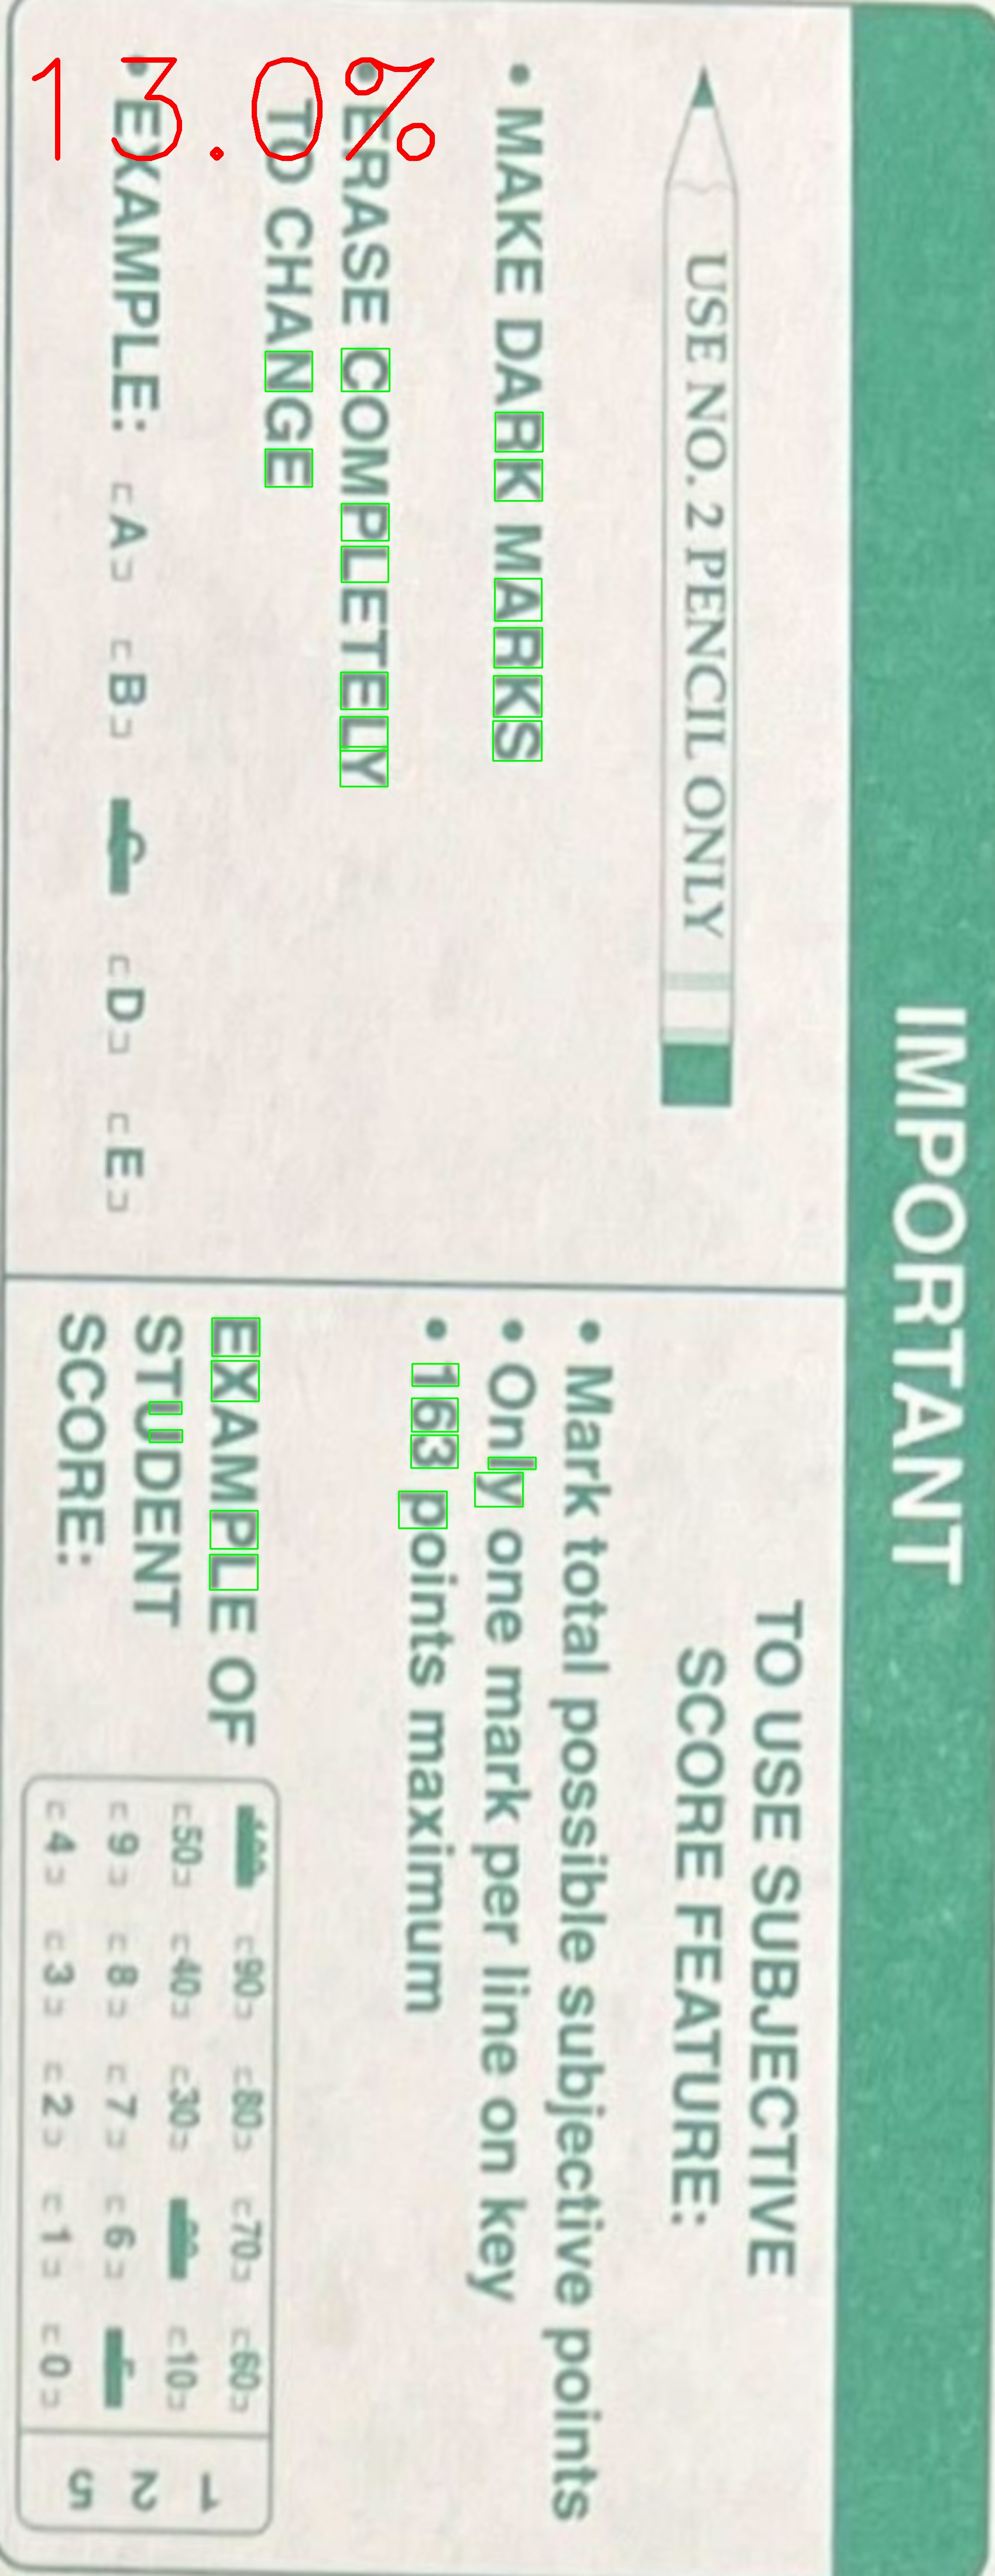 13.0%
IMPORTANT
USE NO. 2 PENCIL ONLY
• MAKE DARK MARKS
• ERASE COMPLETELY
TO CHANGE
• EXAMPLE: A B C D E
TO USE SUBJECTIVE
SCORE FEATURE:
• Mark total possible subjective points
• Only one mark per line on key
• 163 points maximum
EXAMPLE OF
STUDENT
SCORE:
100 90 80 70 60 1
50 40 30 20 10 2
9 8 7 6 5 5
4 3 2 1 0